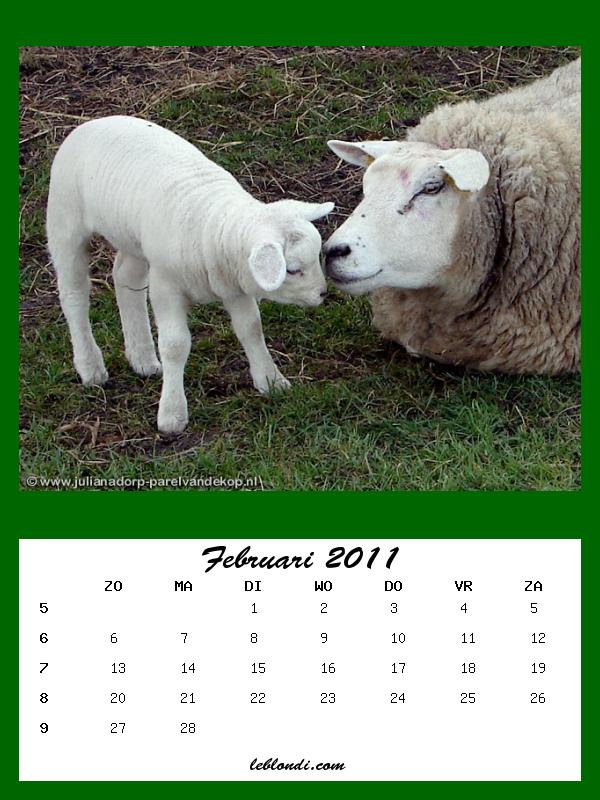 © www.julianadorp-parelvandekop.nl
Februari 2011
ZO MA DI WO DO VR ZA
5 1 2 3 4 5
6 6 7 8 9 10 11 12
7 13 14 15 16 17 18 19
8 20 21 22 23 24 25 26
9 27 28
leblondi.com